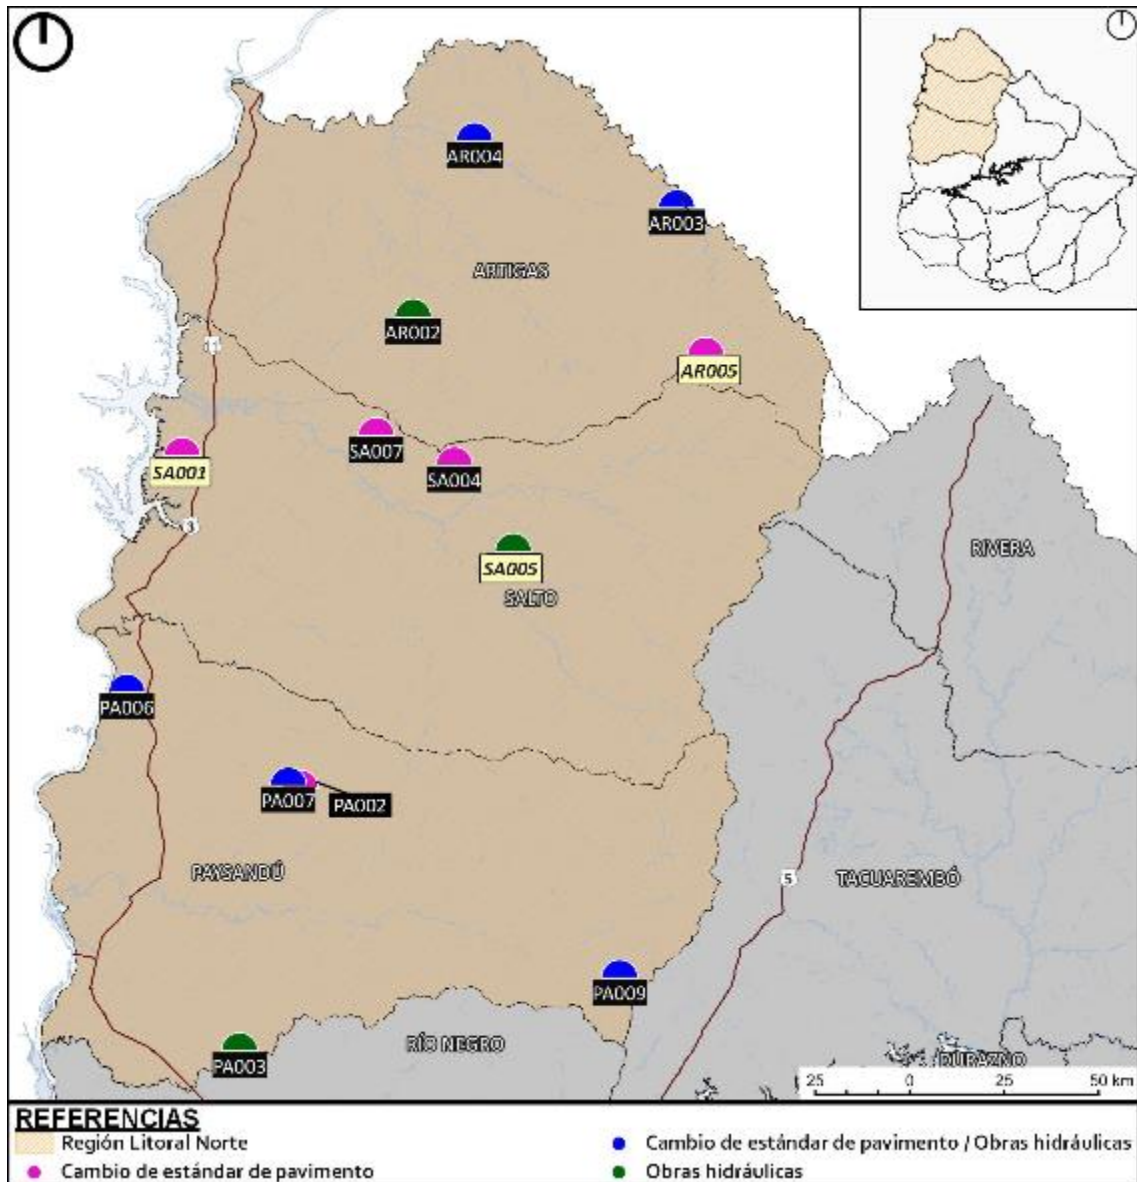 AR004
AR003
ARTIGAS
AR002
AR005
SA007
SA001
SA004
3
RIVERA
SA005
SALTO
PA006
PA007
PA002
PAYSANDÚ
5
TACUAREMBÓ
PA009
RÍO NEGRO
PA003
DURAZNO
25 0 25 50 km
REFERENCIAS
Región Litoral Norte
Cambio de estándar de pavimento / Obras hidráulicas
Cambio de estándar de pavimento
Obras hidráulicas